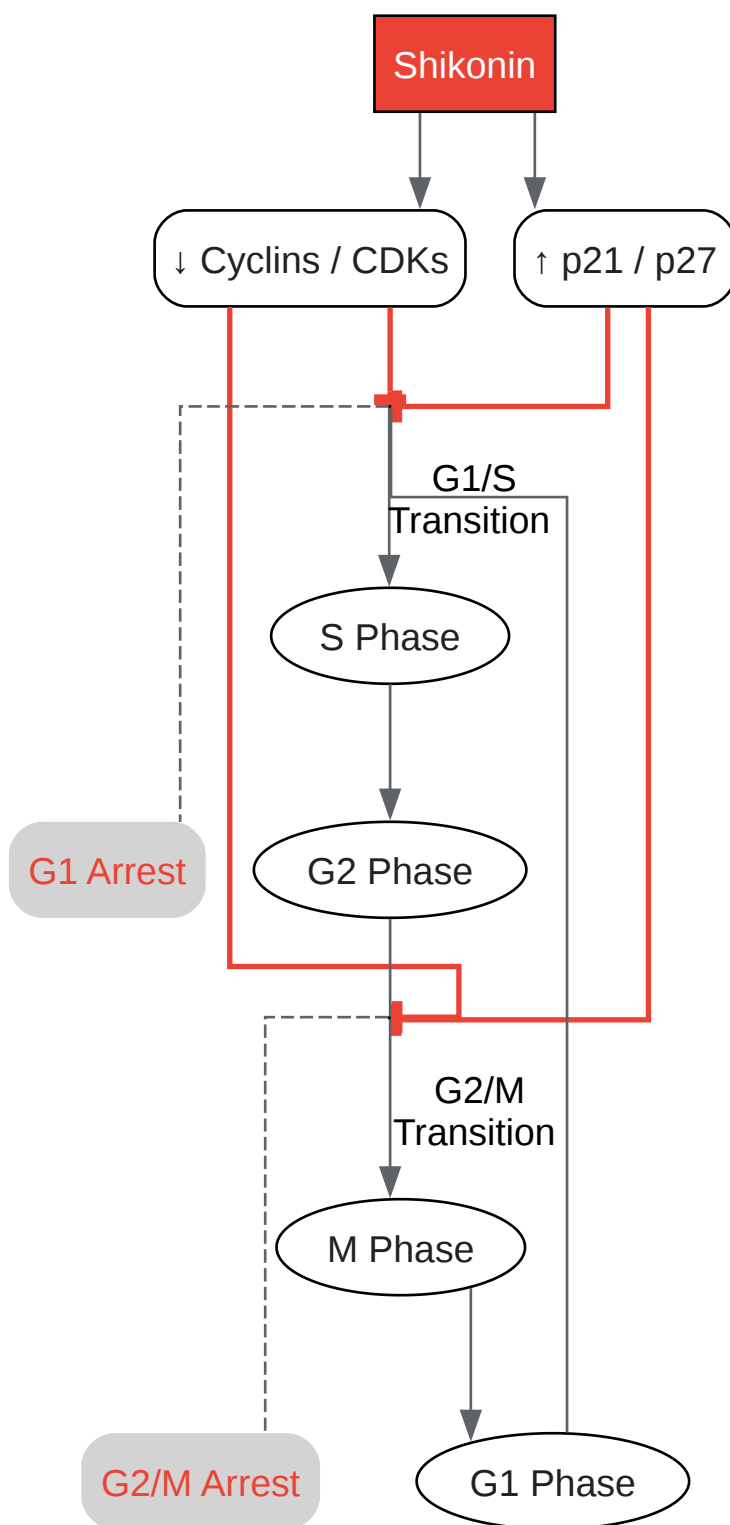 Shikonin
↓ Cyclins / CDKs
↑ p21 / p27
G1/S
Transition
S Phase
G1 Arrest
G2 Phase
G2/M
Transition
M Phase
G2/M Arrest
G1 Phase